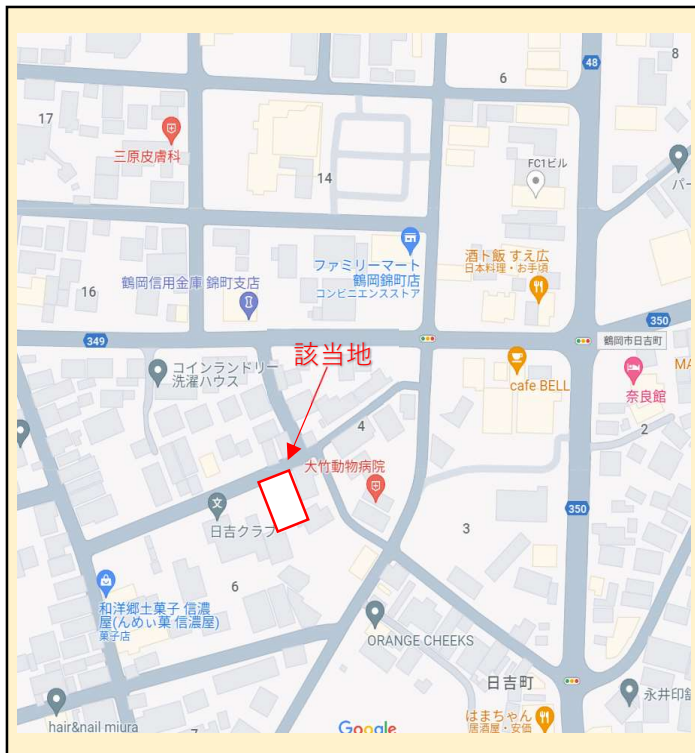 48
6
8
17
三原皮膚科
FC1ビル
14
パー
ファミリーマート
鶴岡錦町店
コンビニエンスストア
酒ト飯 すえ広
日本料理・お手頃
鶴岡信用金庫 錦町支店
16
350
349
鶴岡市日吉町
該当地
コインランドリー
洗濯ハウス
cafe BELL
MA
奈良館
4
2
大竹動物病院
文
日吉クラブ
350
3
6
和洋郷土菓子 信濃
屋(んめぃ菓 信濃屋)
菓子店
ORANGE CHEEKS
日吉町
永井印舗
はまちゃん
居酒屋・安価
hair&nail miura
7
Google